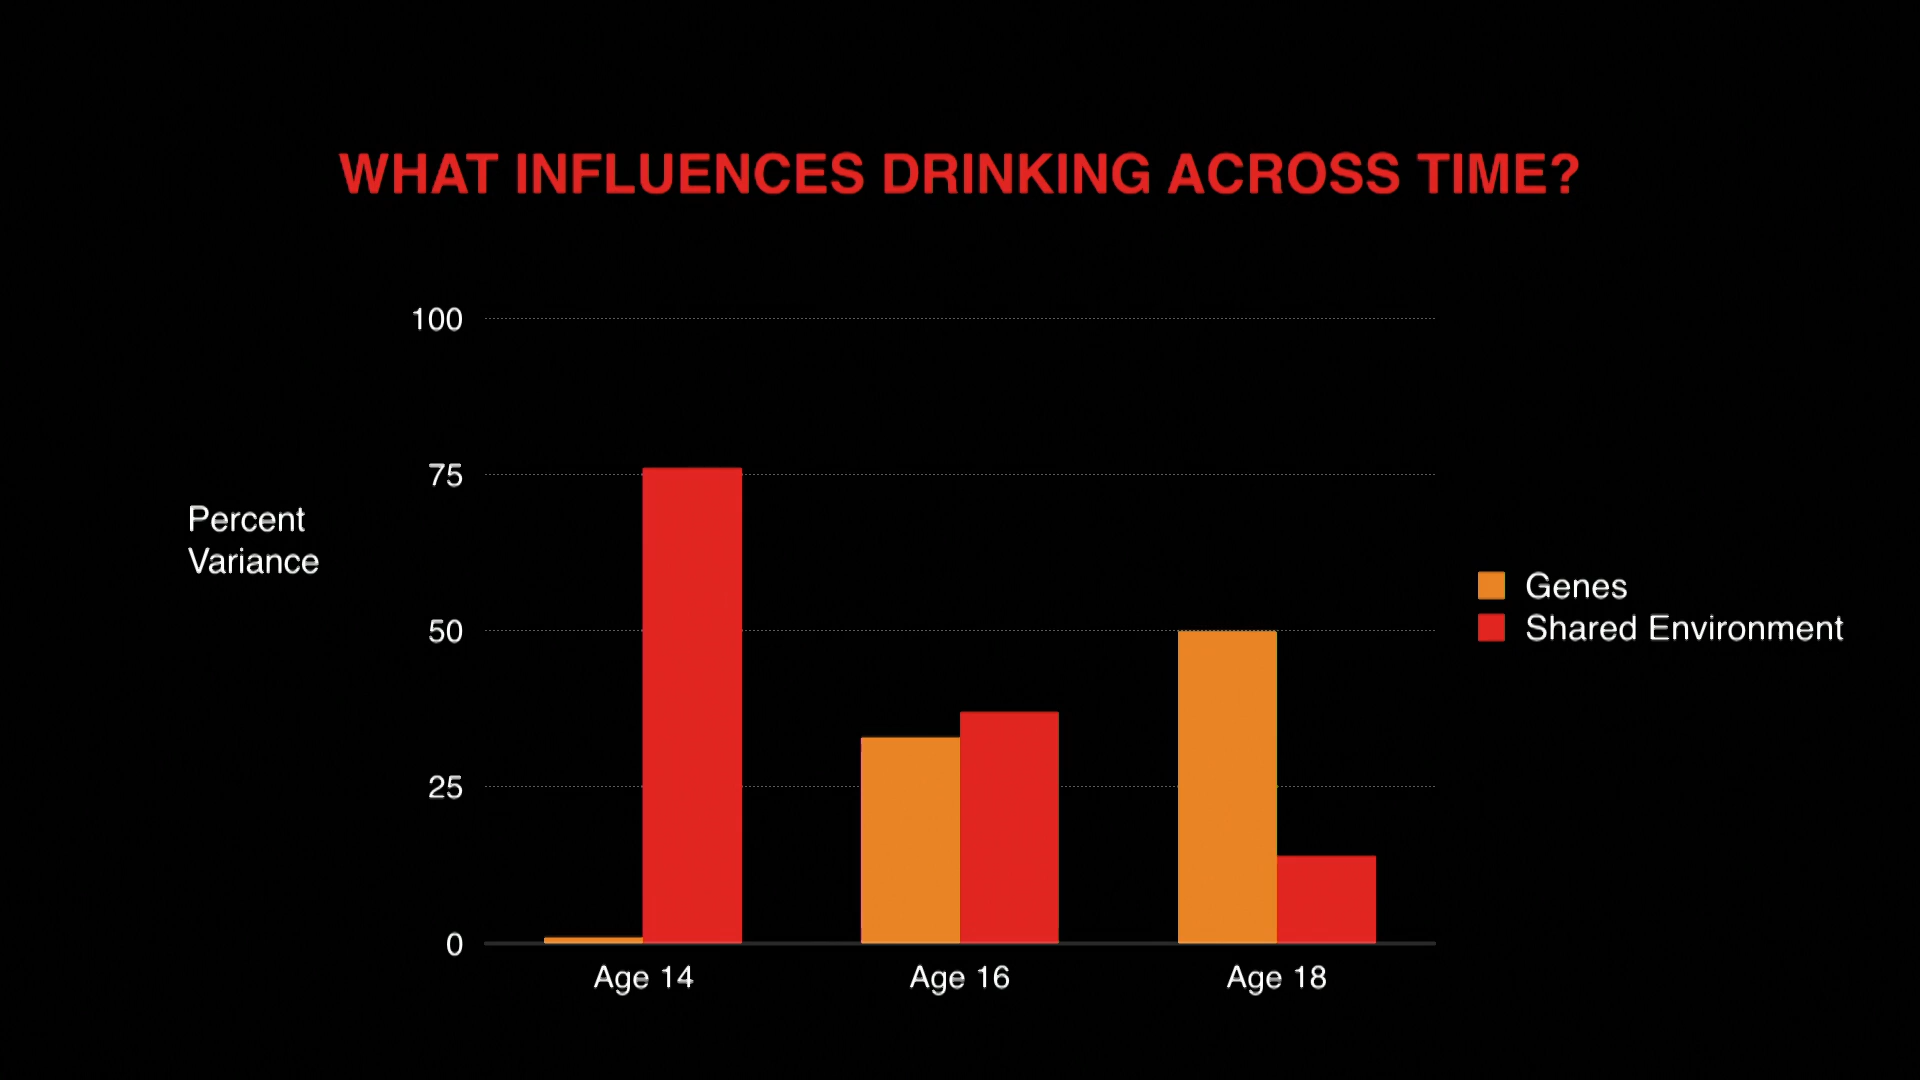 WHAT INFLUENCES DRINKING ACROSS TIME?
100
75
50
25
0
Percent
Variance
Age 14
Age 16
Age 18
Genes
Shared Environment